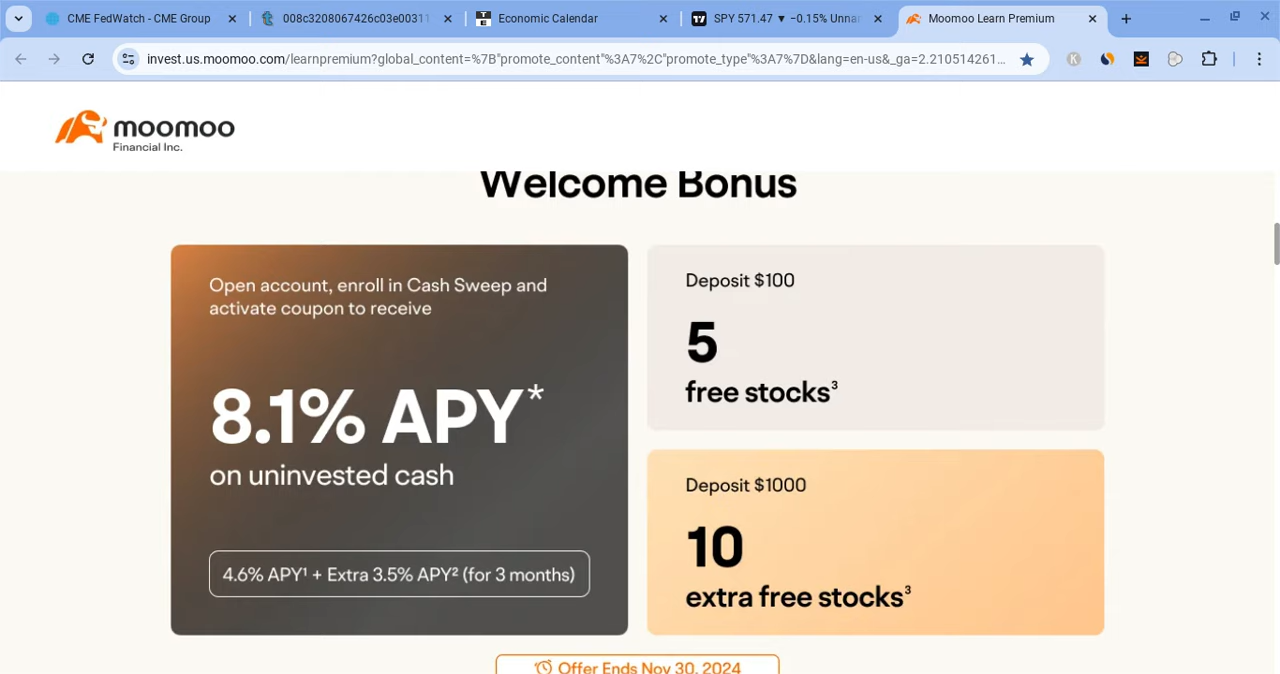 CME FedWatch - CME Group
008c3208067426c03e00311
Economic Calendar
SPY 571.47 ▼ −0.15% Unna
Moomoo Learn Premium
invest.us.moomoo.com/learnpremium?global_content=%7B"promote_content"%3A7%2C"promote_type"%3A7%7D&lang=en-us&_ga=2.210514261...
moomoo
Financial Inc.
Welcome Bonus
Open account, enroll in Cash Sweep and
activate coupon to receive
8.1% APY*
on uninvested cash
4.6% APY¹ + Extra 3.5% APY² (for 3 months)
Deposit $100
5
free stocks³
Deposit $1000
10
extra free stocks³
Offer Ends Nov 30, 2024